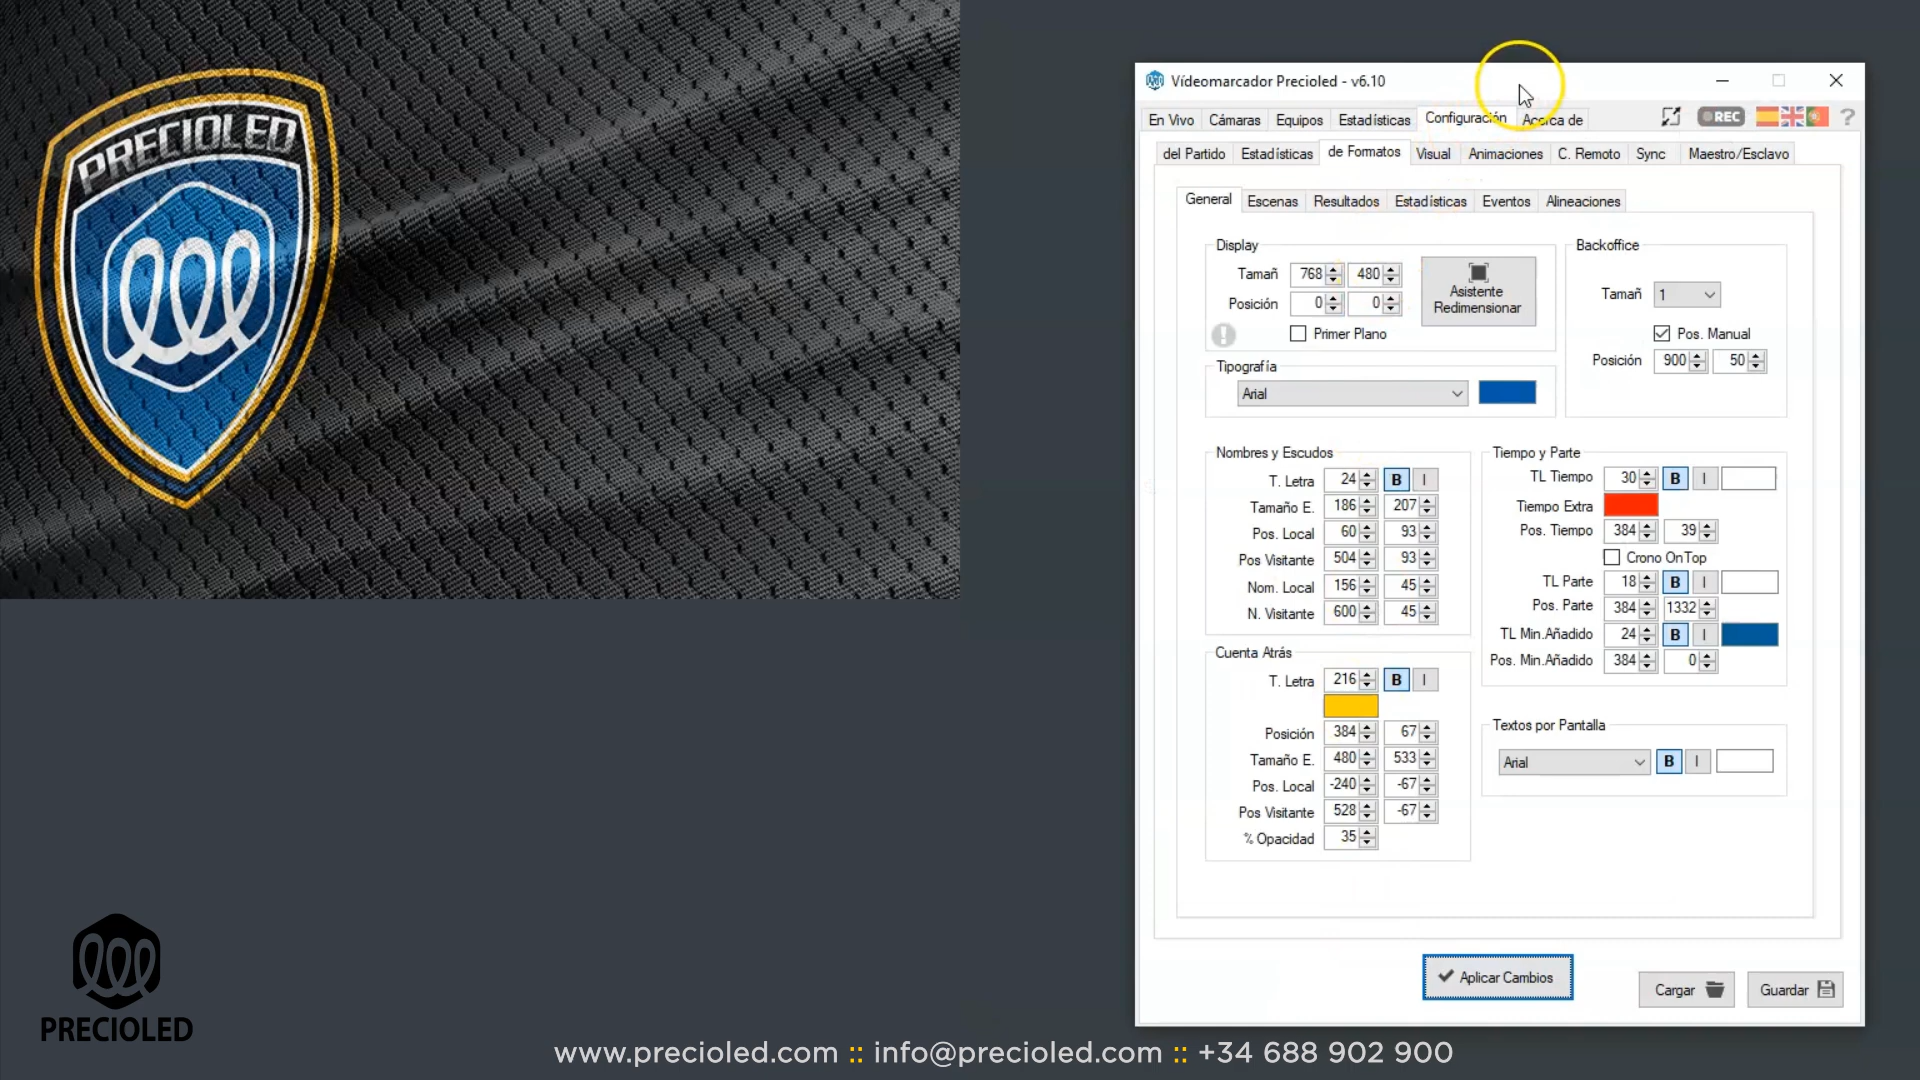 PRECIOLED
Vídeomarcador Precioled - v6.10
En Vivo Cámaras Equipos Estadísticas Configuración Acerca de REC ?
del Partido Estadísticas de Formatos Visual Animaciones C. Remoto Sync Maestro/Esclavo
General Escenas Resultados Estadísticas Eventos Alineaciones
Display
Tamañ 768 480
Posición 0 0
Primer Plano
Asistente
Redimensionar
Backoffice
Tamañ 1
Pos. Manual
Posición 900 50
Tipografía
Arial
Nombres y Escudos
T. Letra 24 B I
Tamaño E. 186 207
Pos. Local 60 93
Pos Visitante 504 93
Nom. Local 156 45
N. Visitante 600 45
Tiempo y Parte
TL Tiempo 30 B I
Tiempo Extra
Pos. Tiempo 384 39
Crono OnTop
TL Parte 18 B I
Pos. Parte 384 1332
TL Min.Añadido 24 B I
Pos. Min.Añadido 384 0
Cuenta Atrás
T. Letra 216 B I
Posición 384 67
Tamaño E. 480 533
Pos. Local -240 -67
Pos Visitante 528 -67
% Opacidad 35
Textos por Pantalla
Arial B I
Aplicar Cambios
Cargar
Guardar
PRECIOLED
www.precioled.com :: info@precioled.com :: +34 688 902 900